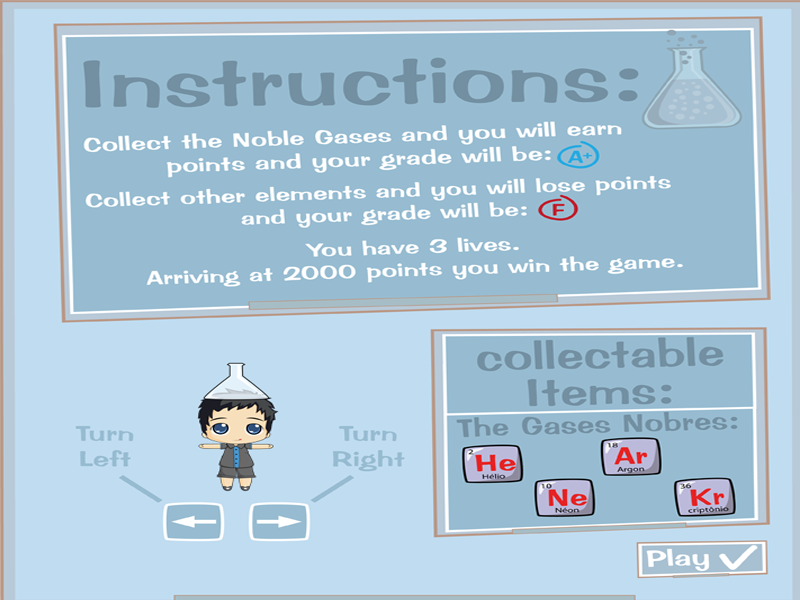 Instructions:
Collect the Noble Gases and you will earn
points and your grade will be: A+
Collect other elements and you will lose points
and your grade will be: F
You have 3 lives.
Arriving at 2000 points you win the game.
collectable
Items:
The Gases Nobres:
2
He
Hélio
18
Ar
Argon
10
Ne
Néon
36
Kr
criptônio
Turn
Left
Turn
Right
Play